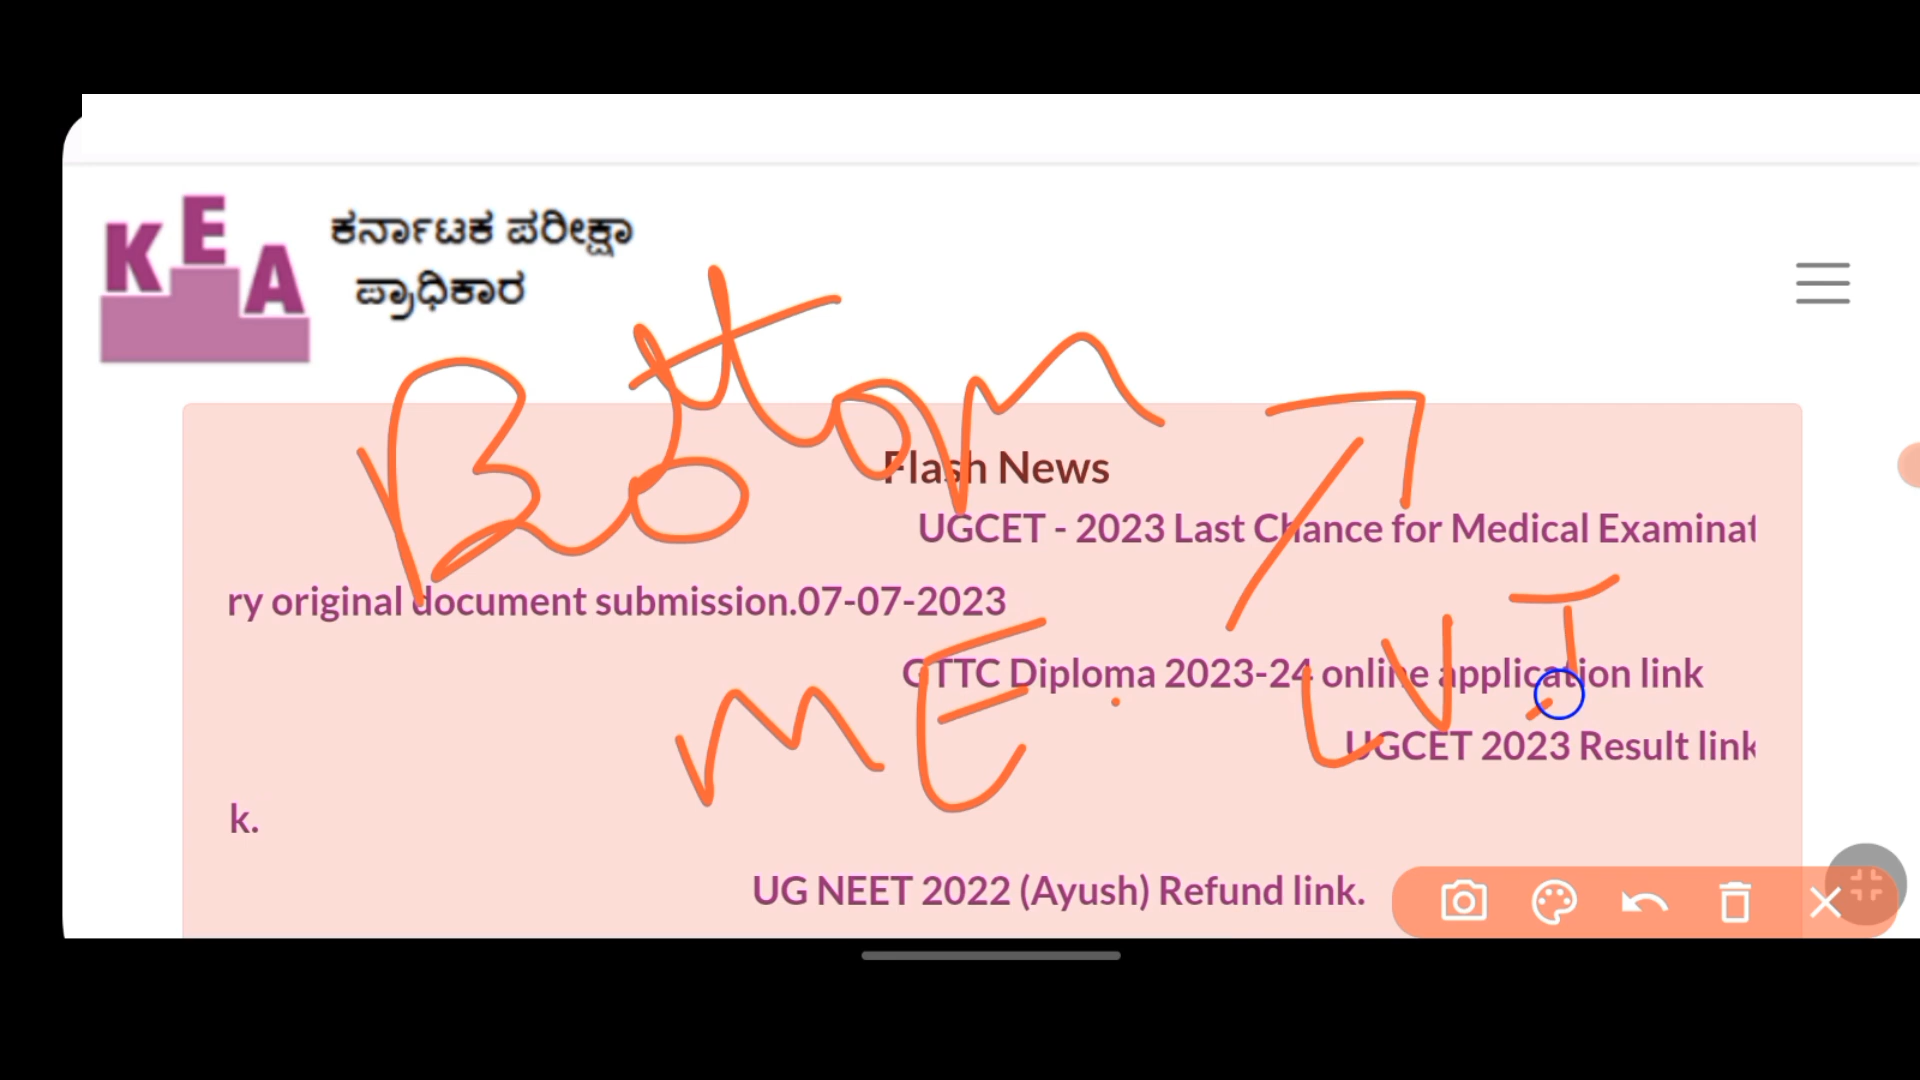 KEA
ಕರ್ನಾಟಕ ಪರೀಕ್ಷಾ
ಪ್ರಾಧಿಕಾರ
Bottom
Flash News
UGCET - 2023 Last Chance for Medical Examinat
ry original document submission.07-07-2023
GTTC Diploma 2023-24 online application link
ME
UGCET 2023 Result link
k.
UG NEET 2022 (Ayush) Refund link.